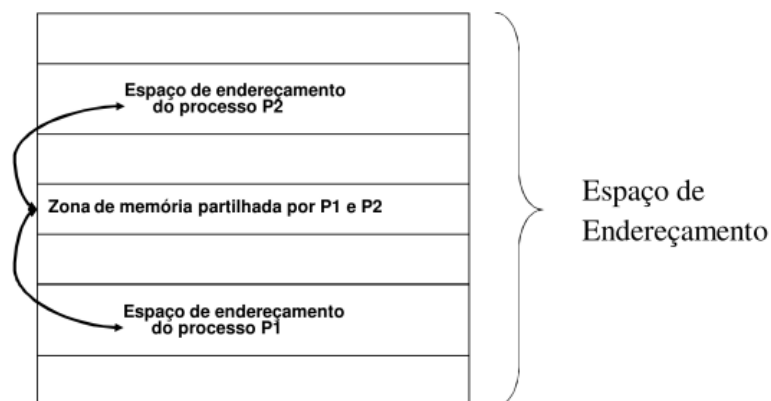 Espaço de endereçamento
do processo P2
Zona de memória partilhada por P1 e P2
Espaço de endereçamento
do processo P1
Espaço de
Endereçamento